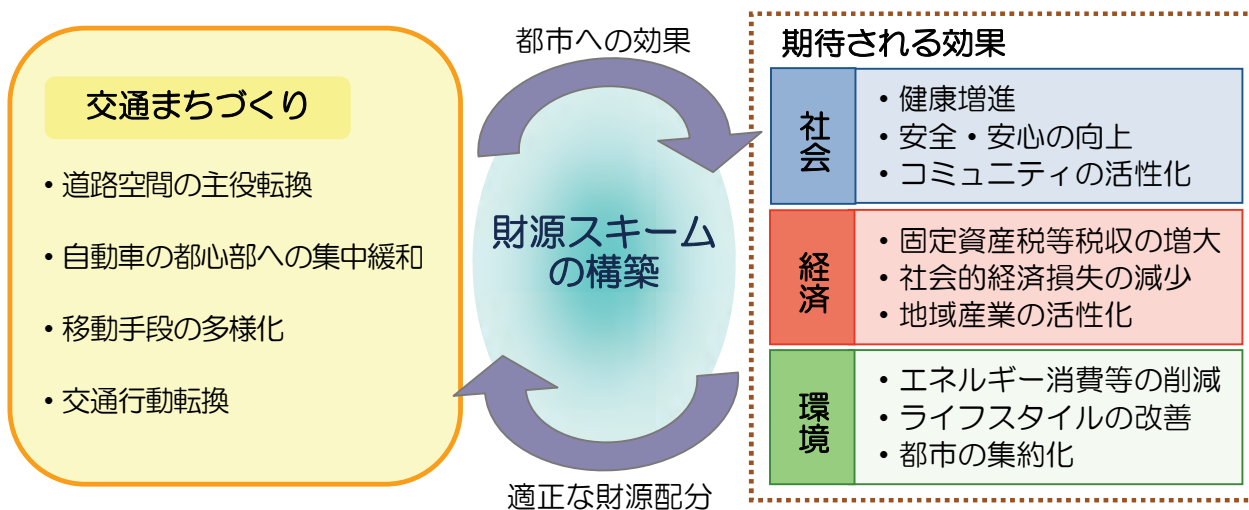 交通まちづくり
・道路空間の主役転換
・自動車の都心部への集中緩和
・移動手段の多様化
・交通行動転換
都市への効果
財源スキーム
の構築
適正な財源配分
期待される効果
社会
・健康増進
・安全・安心の向上
・コミュニティの活性化
経済
・固定資産税等税収の増大
・社会的経済損失の減少
・地域産業の活性化
環境
・エネルギー消費等の削減
・ライフスタイルの改善
・都市の集約化